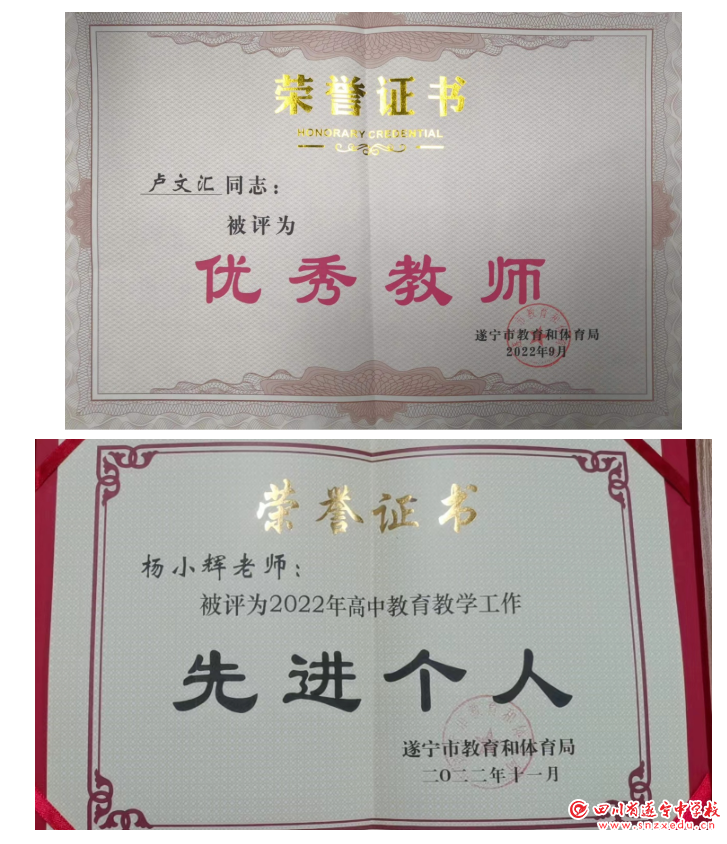 荣誉证书
HONORARY CREDENTIAL
卢文汇同志：
被评为
优秀教师
遂宁市教育和体育局
2022年9月
荣誉证书
杨小辉老师：
被评为2022年高中教育教学工作
先进个人
遂宁市教育和体育局
二〇二二年十一月
四川省遂宁中学校
www.snzxedu.cn